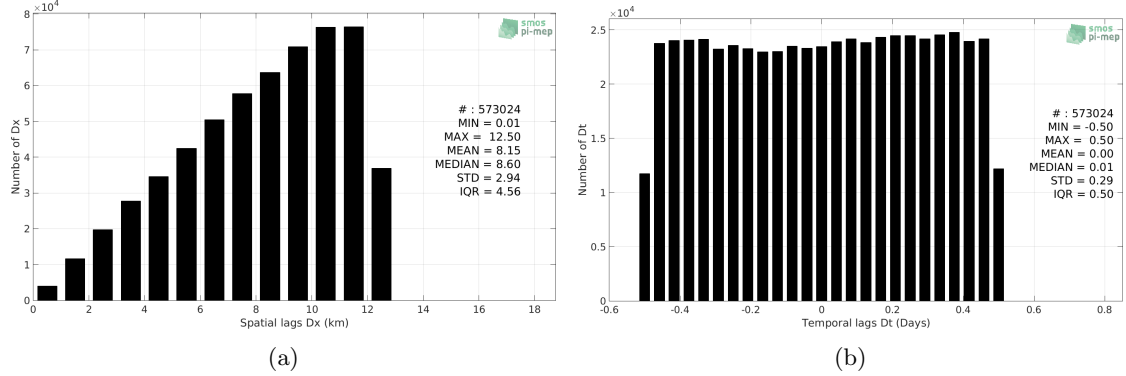 ×10⁴
8
7
6
5
4
3
2
1
0
Number of Dx
smos
pi-mep
# : 573024
MIN = 0.01
MAX = 12.50
MEAN = 8.15
MEDIAN = 8.60
STD = 2.94
IQR = 4.56
0 2 4 6 8 10 12 14 16 18
Spatial lags Dx (km)
(a)
×10⁴
2.5
2
1.5
1
0.5
0
Number of Dt
smos
pi-mep
# : 573024
MIN = -0.50
MAX = 0.50
MEAN = 0.00
MEDIAN = 0.01
STD = 0.29
IQR = 0.50
-0.6 -0.4 -0.2 0 0.2 0.4 0.6 0.8
Temporal lags Dt (Days)
(b)